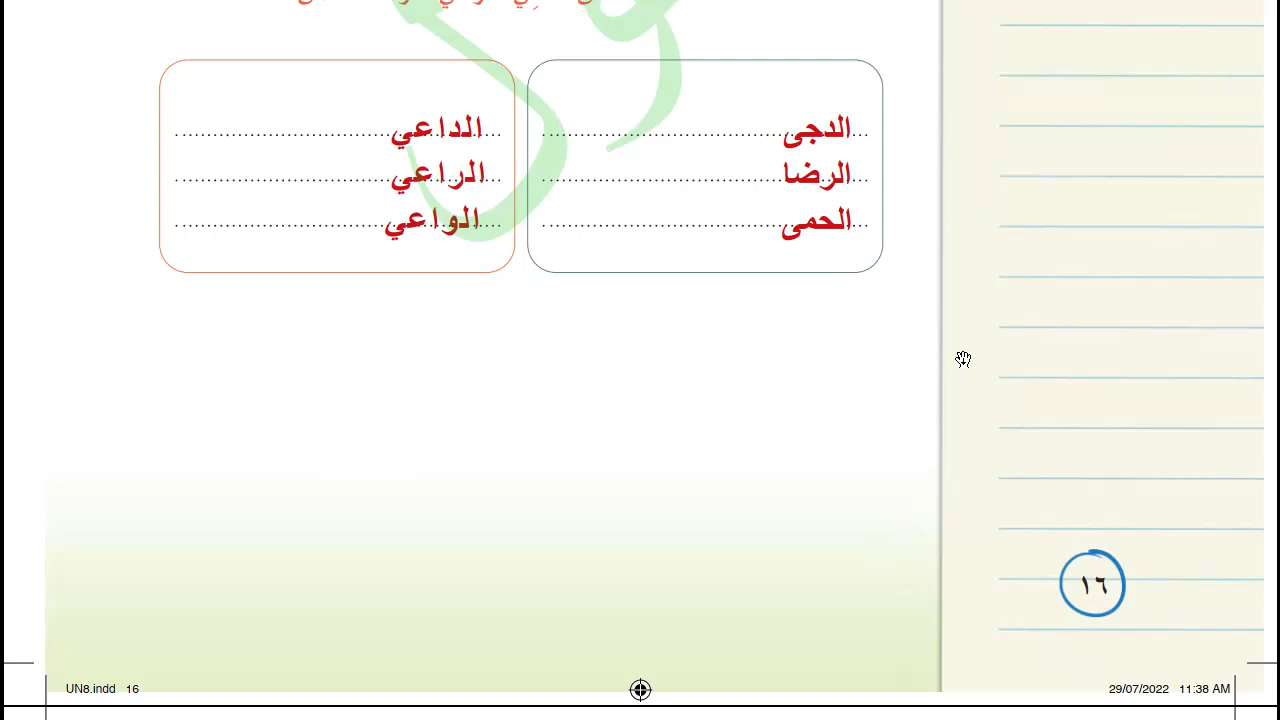 الدجى
الرضا
الحمى
الداعي
الراعي
الواعي
١٦
UN8.indd 16
29/07/2022 11:38 AM